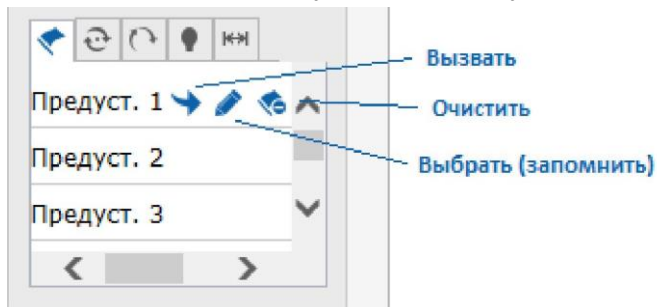 Вызвать
Предуст. 1
Очистить
Предуст. 2
Выбрать (запомнить)
Предуст. 3